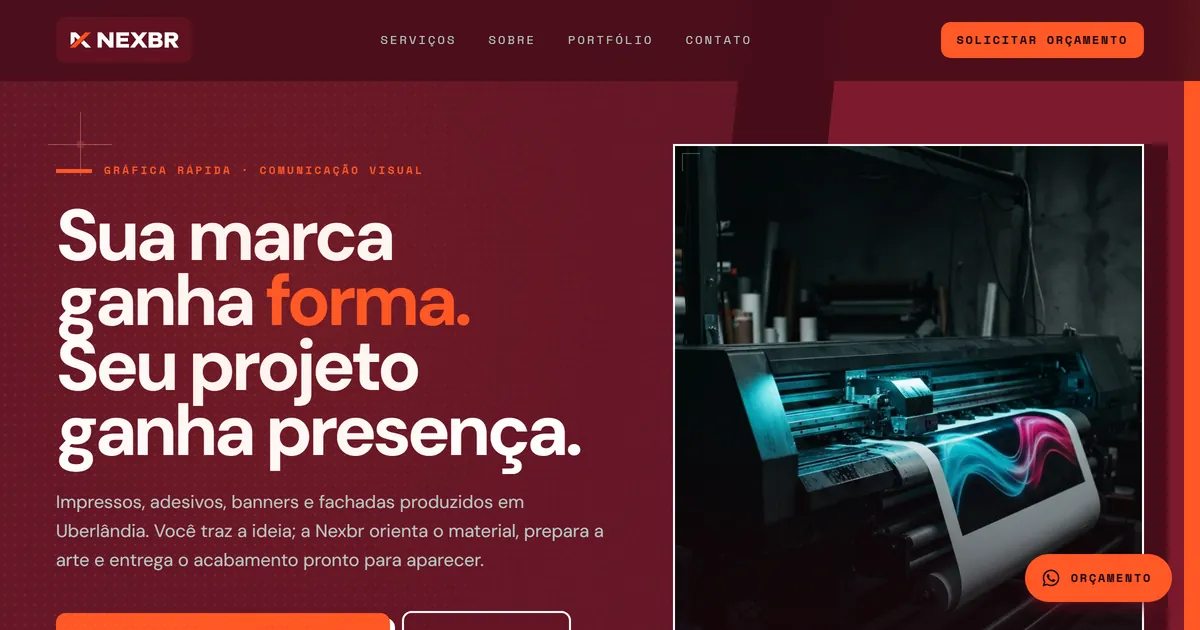 NEXBR
SERVIÇOS
SOBRE
PORTFÓLIO
CONTATO
SOLICITAR ORÇAMENTO
GRÁFICA RÁPIDA · COMUNICAÇÃO VISUAL
Sua marca
ganha forma.
Seu projeto
ganha presença.
Impressos, adesivos, banners e fachadas produzidos em
Uberlândia. Você traz a ideia; a Nexbr orienta o material, prepara a
arte e entrega o acabamento pronto para aparecer.
ORÇAMENTO